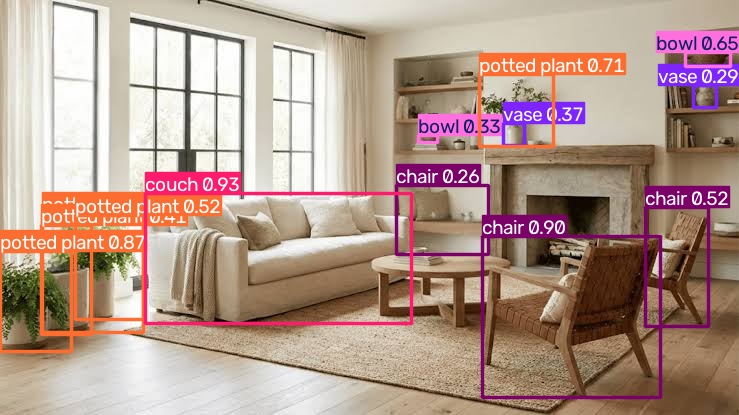 bowl 0.65
potted plant 0.71
vase 0.29
vase 0.37
bowl 0.33
chair 0.26
couch 0.93
chair 0.52
potted plant 0.52
0.41
chair 0.90
potted plant 0.87